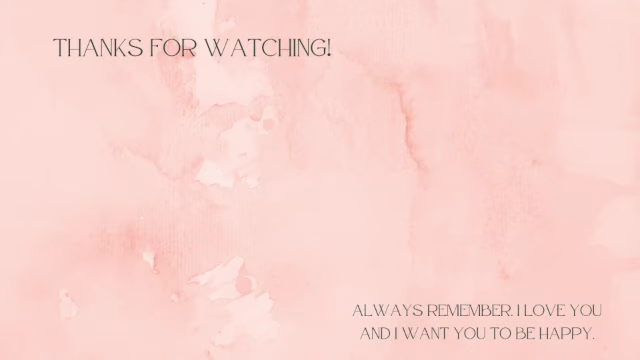 THANKS FOR WATCHING!
ALWAYS REMEMBER. I LOVE YOU
AND I WANT YOU TO BE HAPPY.